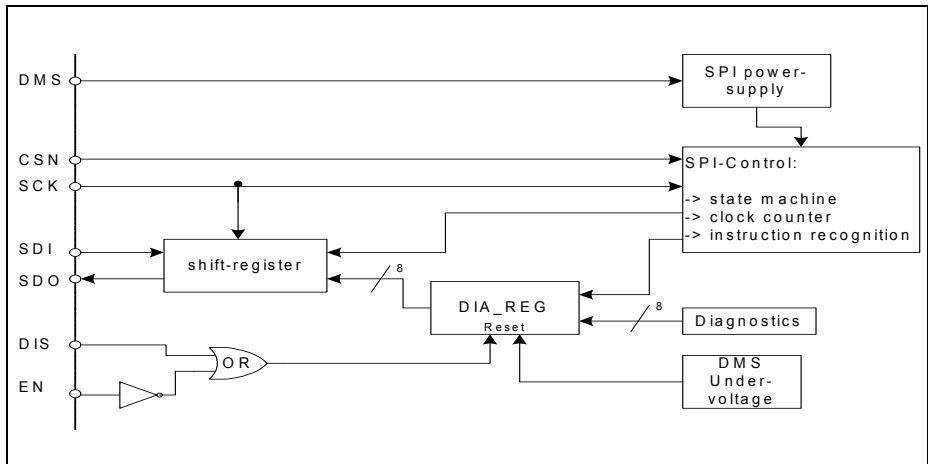 DMS
SPI power-
supply
CSN
SCK
SPI-Control:
-> state machine
-> clock counter
-> instruction recognition
SDI
SDO
shift-register
8
DIA_REG
Reset
8
Diagnostics
DIS
EN
OR
DMS
Under-
voltage